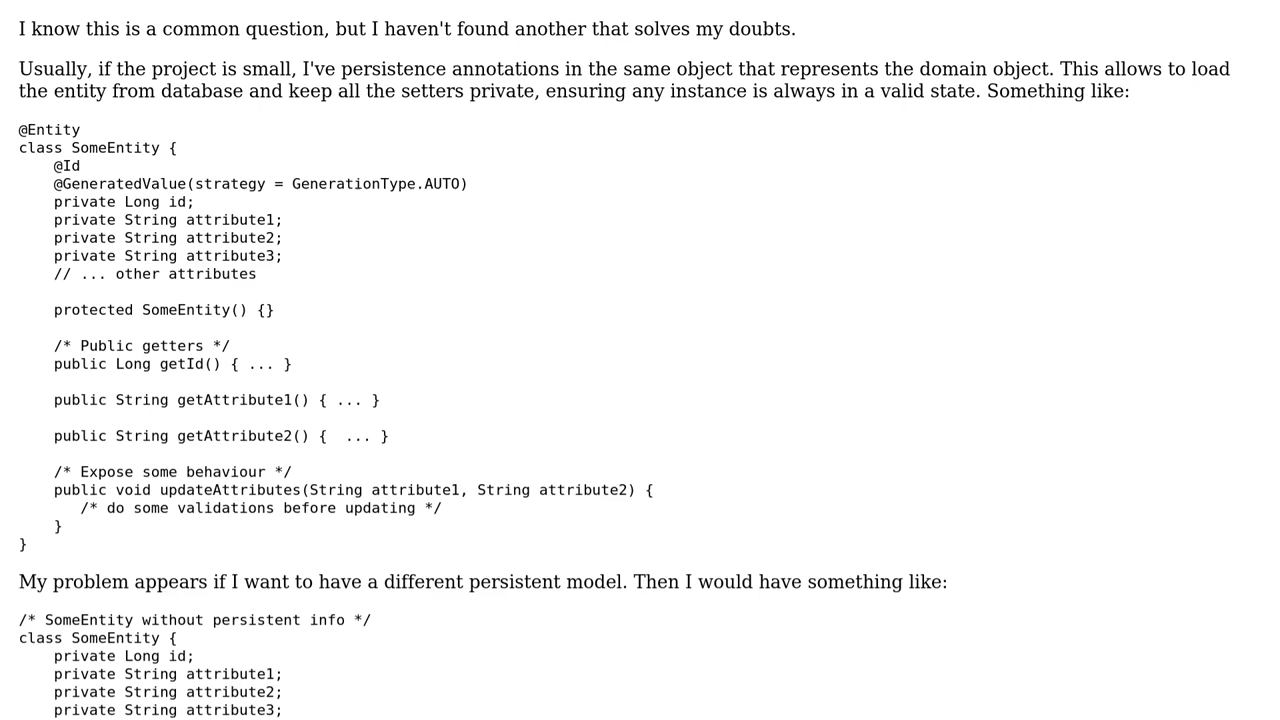 I know this is a common question, but I haven't found another that solves my doubts.
Usually, if the project is small, I've persistence annotations in the same object that represents the domain object. This allows to load
the entity from database and keep all the setters private, ensuring any instance is always in a valid state. Something like:
@Entity
class SomeEntity {
    @Id
    @GeneratedValue(strategy = GenerationType.AUTO)
    private Long id;
    private String attribute1;
    private String attribute2;
    private String attribute3;
    // ... other attributes
    protected SomeEntity() {}
    /* Public getters */
    public Long getId() { ... }
    public String getAttribute1() { ... }
    public String getAttribute2() {  ... }
    /* Expose some behaviour */
    public void updateAttributes(String attribute1, String attribute2) {
       /* do some validations before updating */
    }
}
My problem appears if I want to have a different persistent model. Then I would have something like:
/* SomeEntity without persistent info */
class SomeEntity {
    private Long id;
    private String attribute1;
    private String attribute2;
    private String attribute3;